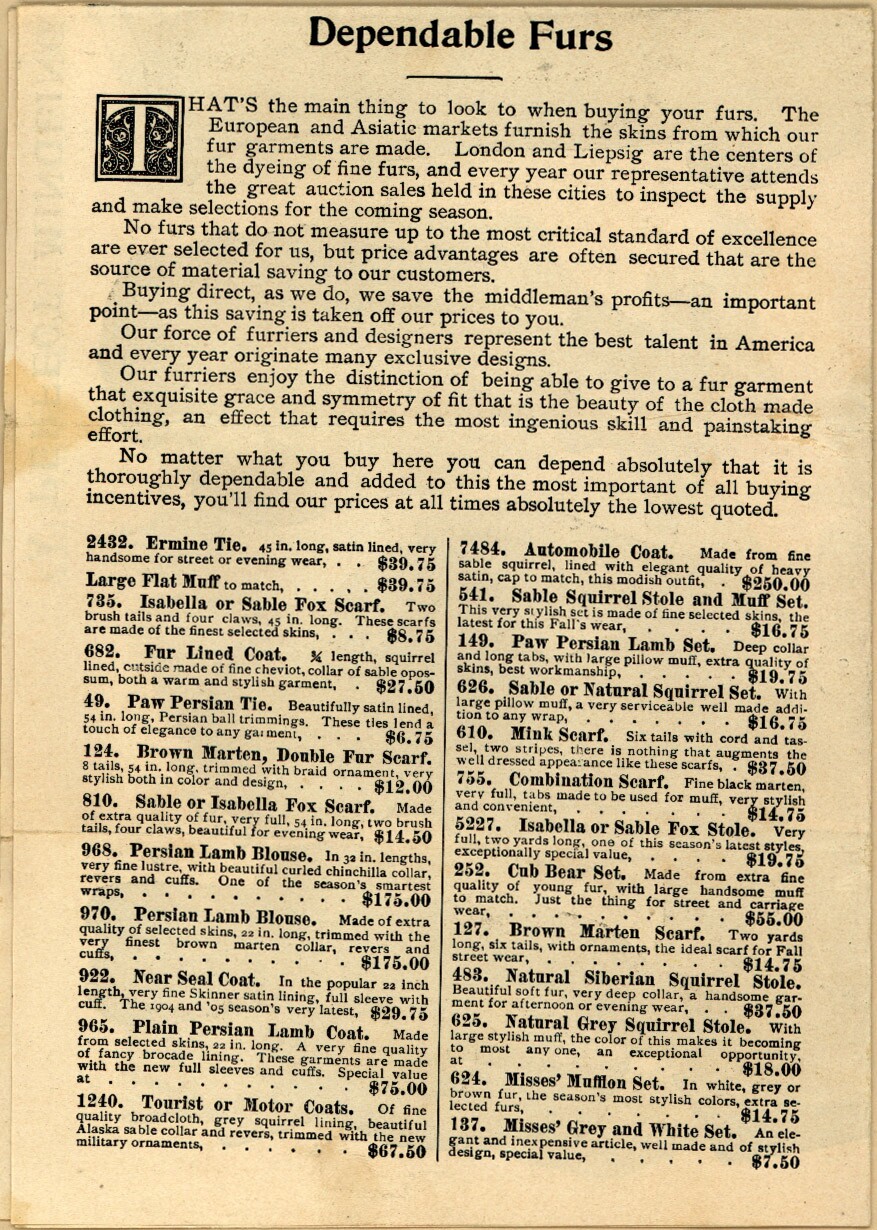 Dependable Furs
THAT'S the main thing to look to when buying your furs. The
European and Asiatic markets furnish the skins from which our
fur garments are made. London and Liepsig are the centers of
the dyeing of fine furs, and every year our representative attends
the great auction sales held in these cities to inspect the supply
and make selections for the coming season.
No furs that do not measure up to the most critical standard of excellence
are ever selected for us, but price advantages are often secured that are the
source of material saving to our customers.
Buying direct, as we do, we save the middleman's profits—an important
point—as this saving is taken off our prices to you.
Our force of furriers and designers represent the best talent in America
and every year originate many exclusive designs.
Our furriers enjoy the distinction of being able to give to a fur garment
that exquisite grace and symmetry of fit that is the beauty of the cloth made
clothing, an effect that requires the most ingenious skill and painstaking
effort.
No matter what you buy here you can depend absolutely that it is
thoroughly dependable and added to this the most important of all buying
incentives, you'll find our prices at all times absolutely the lowest quoted.
2432. Ermine Tie. 45 in. long, satin lined, very
handsome for street or evening wear, . . $39.75
Large Flat Muff to match, . . . . . $39.75
735. Isabella or Sable Fox Scarf. Two
brush tails and four claws, 45 in. long. These scarfs
are made of the finest selected skins, . . . $8.75
682. Fur Lined Coat. ¾ length, squirrel
lined, outside made of fine cheviot, collar of sable opos-
sum, both a warm and stylish garment, . $27.50
49. Paw Persian Tie. Beautifully satin lined,
54 in. long, Persian ball trimmings. These ties lend a
touch of elegance to any garment, . . . $6.75
124. Brown Marten, Double Fur Scarf.
8 tails, 54 in. long, trimmed with braid ornament, very
stylish both in color and design, . . . . $12.00
810. Sable or Isabella Fox Scarf. Made
of extra quality of fur, very full, 54 in. long, two brush
tails, four claws, beautiful for evening wear, $14.50
968. Persian Lamb Blouse. In 32 in. lengths,
very fine lustre, with beautiful curled chinchilla collar,
revers and cuffs. One of the season's smartest
wraps, . . . . . . . . . . $175.00
970. Persian Lamb Blouse. Made of extra
quality of selected skins, 22 in. long, trimmed with the
very finest brown marten collar, revers and
cuffs, . . . . . . . . . . $175.00
922. Near Seal Coat. In the popular 22 inch
length, very fine Skinner satin lining, full sleeve with
cuff. The 1904 and '05 season's very latest, $29.75
965. Plain Persian Lamb Coat. Made
from selected skins, 22 in. long. A very fine quality
of fancy brocade lining. These garments are made
with the new full sleeves and cuffs. Special value
at . . . . . . . . . . . $75.00
1240. Tourist or Motor Coats. Of fine
quality broadcloth, grey squirrel lining, beautiful
Alaska sable collar and revers, trimmed with the new
military ornaments, . . . . . . $67.50
7484. Automobile Coat. Made from fine
sable squirrel, lined with elegant quality of heavy
satin, cap to match, this modish outfit, . $250.00
541. Sable Squirrel Stole and Muff Set.
This very stylish set is made of fine selected skins, the
latest for this Fall's wear, . . . . . $16.75
149. Paw Persian Lamb Set. Deep collar
and long tabs, with large pillow muff, extra quality of
skins, best workmanship, . . . . . $19.75
626. Sable or Natural Squirrel Set. With
large pillow muff, a very serviceable well made addi-
tion to any wrap, . . . . . . . $16.75
610. Mink Scarf. Six tails with cord and tas-
sel, two stripes, there is nothing that augments the
well dressed appearance like these scarfs, . $37.50
755. Combination Scarf. Fine black marten,
very full, tabs made to be used for muff, very stylish
and convenient, . . . . . . . . $14.75
5227. Isabella or Sable Fox Stole. Very
full, two yards long, one of this season's latest styles,
exceptionally special value, . . . . $19.75
252. Cub Bear Set. Made from extra fine
quality of young fur, with large handsome muff
to match. Just the thing for street and carriage
wear, . . . . . . . . . . $55.00
127. Brown Marten Scarf. Two yards
long, six tails, with ornaments, the ideal scarf for Fall
street wear, . . . . . . . . $14.75
483. Natural Siberian Squirrel Stole.
Beautiful soft fur, very deep collar, a handsome gar-
ment for afternoon or evening wear, . . $37.50
625. Natural Grey Squirrel Stole. With
large stylish muff, the color of this makes it becoming
to most any one, an exceptional opportunity,
at . . . . . . . . . . . $18.00
624. Misses' Mufflon Set. In white, grey or
brown fur, the season's most stylish colors, extra se-
lected furs, . . . . . . . . $14.75
137. Misses' Grey and White Set. An ele-
gant and inexpensive article, well made and of stylish
design, special value, . . . . . $7.50